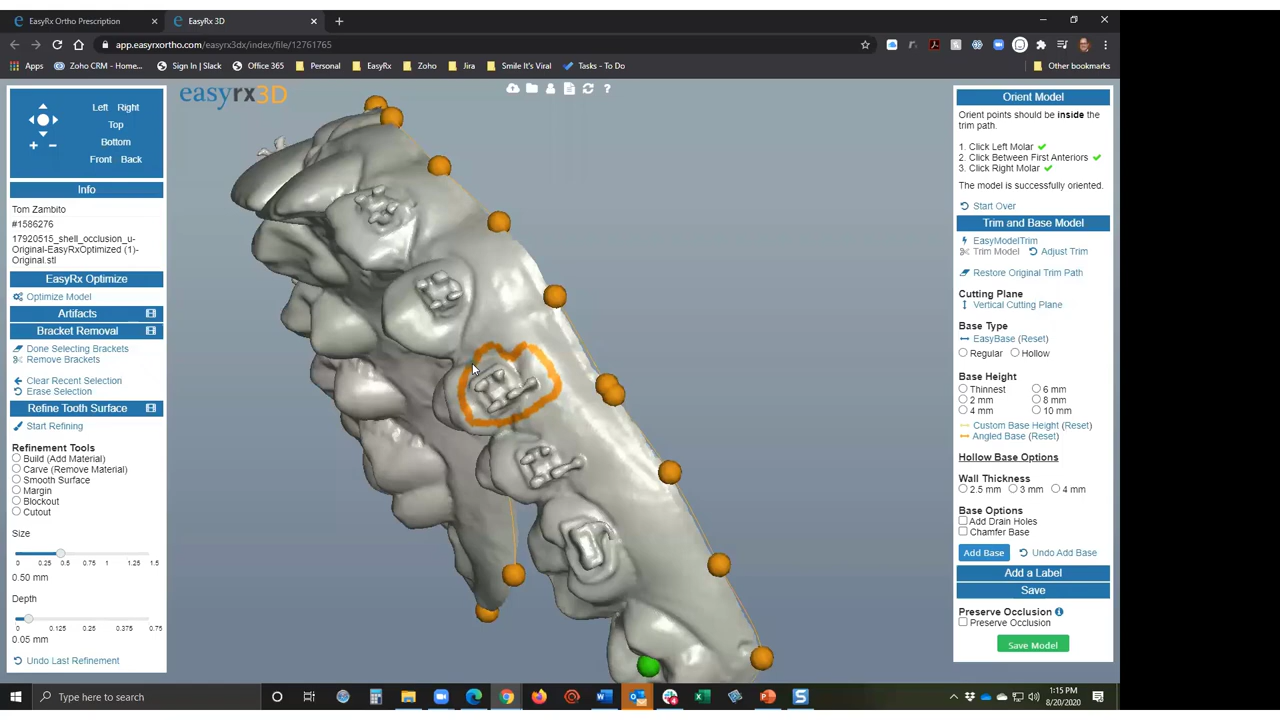 EasyRx Ortho Prescription
EasyRx 3D
app.easyrxortho.com/easyrx3dx/index/file/12761765
Apps
Zoho CRM - Home...
Sign In | Slack
Office 365
Personal
EasyRx
Zoho
Jira
Smile It's Viral
Tasks - To Do
Other bookmarks
easyrx3D
Left Right
Top
Bottom
Front Back
Info
Tom Zambito
#1586276
17920515_shell_occlusion_u-
Original-EasyRxOptimized (1)-
Original.stl
EasyRx Optimize
Optimize Model
Artifacts
Bracket Removal
Done Selecting Brackets
Remove Brackets
Clear Recent Selection
Erase Selection
Refine Tooth Surface
Start Refining
Refinement Tools
Build (Add Material)
Carve (Remove Material)
Smooth Surface
Margin
Blockout
Cutout
Size
0 0.25 0.5 .75 1 1.25 1.5
0.50 mm
Depth
0 0.125 0.25 0.375 0.75
0.05 mm
Undo Last Refinement
Orient Model
Orient points should be inside the
trim path.
1. Click Left Molar
2. Click Between First Anteriors
3. Click Right Molar
The model is successfully oriented.
Start Over
Trim and Base Model
EasyModelTrim
Trim Model Adjust Trim
Restore Original Trim Path
Cutting Plane
Vertical Cutting Plane
Base Type
EasyBase (Reset)
Regular Hollow
Base Height
Thinnest 6 mm
2 mm 8 mm
4 mm 10 mm
Custom Base Height (Reset)
Angled Base (Reset)
Hollow Base Options
Wall Thickness
2.5 mm 3 mm 4 mm
Base Options
Add Drain Holes
Chamfer Base
Add Base Undo Add Base
Add a Label
Save
Preserve Occlusion
Preserve Occlusion
Save Model
Type here to search
1:15 PM
8/20/2020